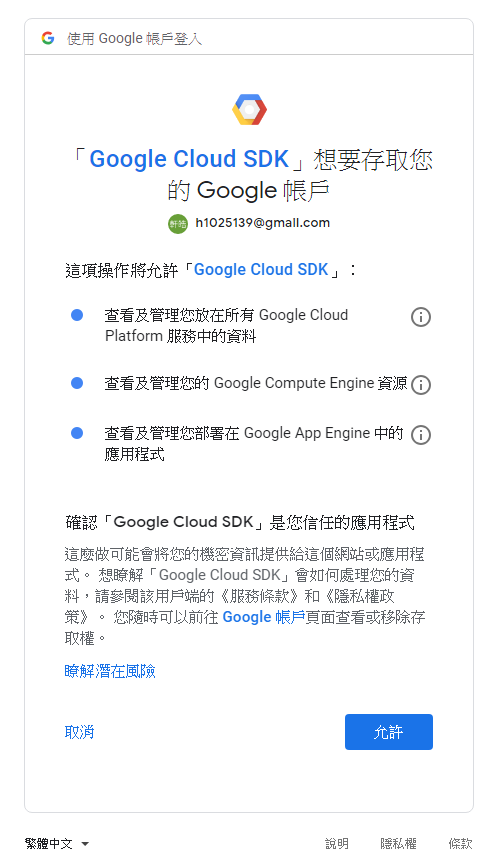 使用 Google 帳戶登入
「Google Cloud SDK」想要存取您
的 Google 帳戶
軒皓 h1025139@gmail.com
這項操作將允許「Google Cloud SDK」：
查看及管理您放在所有 Google Cloud
Platform 服務中的資料
查看及管理您的 Google Compute Engine 資源
查看及管理您部署在 Google App Engine 中的
應用程式
確認「Google Cloud SDK」是您信任的應用程式
這麼做可能會將您的機密資訊提供給這個網站或應用程
式。 想瞭解「Google Cloud SDK」會如何處理您的資
料，請參閱該用戶端的《服務條款》和《隱私權政
策》。 您隨時可以前往 Google 帳戶頁面查看或移除存
取權。
瞭解潛在風險
取消 允許
繁體中文 說明 隱私權 條款